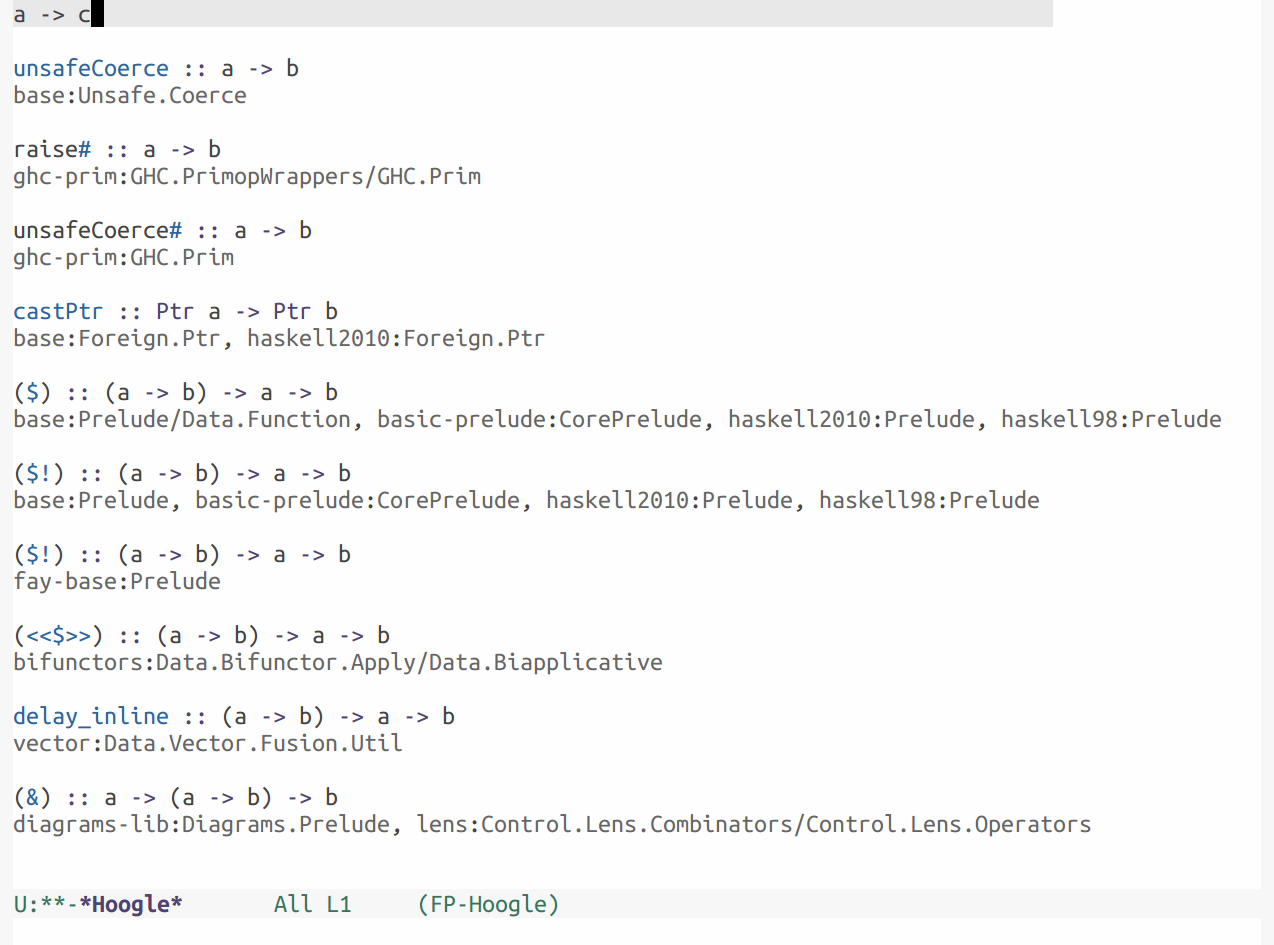 a -> c
unsafeCoerce :: a -> b
base:Unsafe.Coerce
raise# :: a -> b
ghc-prim:GHC.PrimopWrappers/GHC.Prim
unsafeCoerce# :: a -> b
ghc-prim:GHC.Prim
castPtr :: Ptr a -> Ptr b
base:Foreign.Ptr, haskell2010:Foreign.Ptr
($) :: (a -> b) -> a -> b
base:Prelude/Data.Function, basic-prelude:CorePrelude, haskell2010:Prelude, haskell98:Prelude
($!) :: (a -> b) -> a -> b
base:Prelude, basic-prelude:CorePrelude, haskell2010:Prelude, haskell98:Prelude
($!) :: (a -> b) -> a -> b
fay-base:Prelude
(<<$>>) :: (a -> b) -> a -> b
bifunctors:Data.Bifunctor.Apply/Data.Biapplicative
delay_inline :: (a -> b) -> a -> b
vector:Data.Vector.Fusion.Util
(&) :: a -> (a -> b) -> b
diagrams-lib:Diagrams.Prelude, lens:Control.Lens.Combinators/Control.Lens.Operators
U:**-*Hoogle* All L1 (FP-Hoogle)